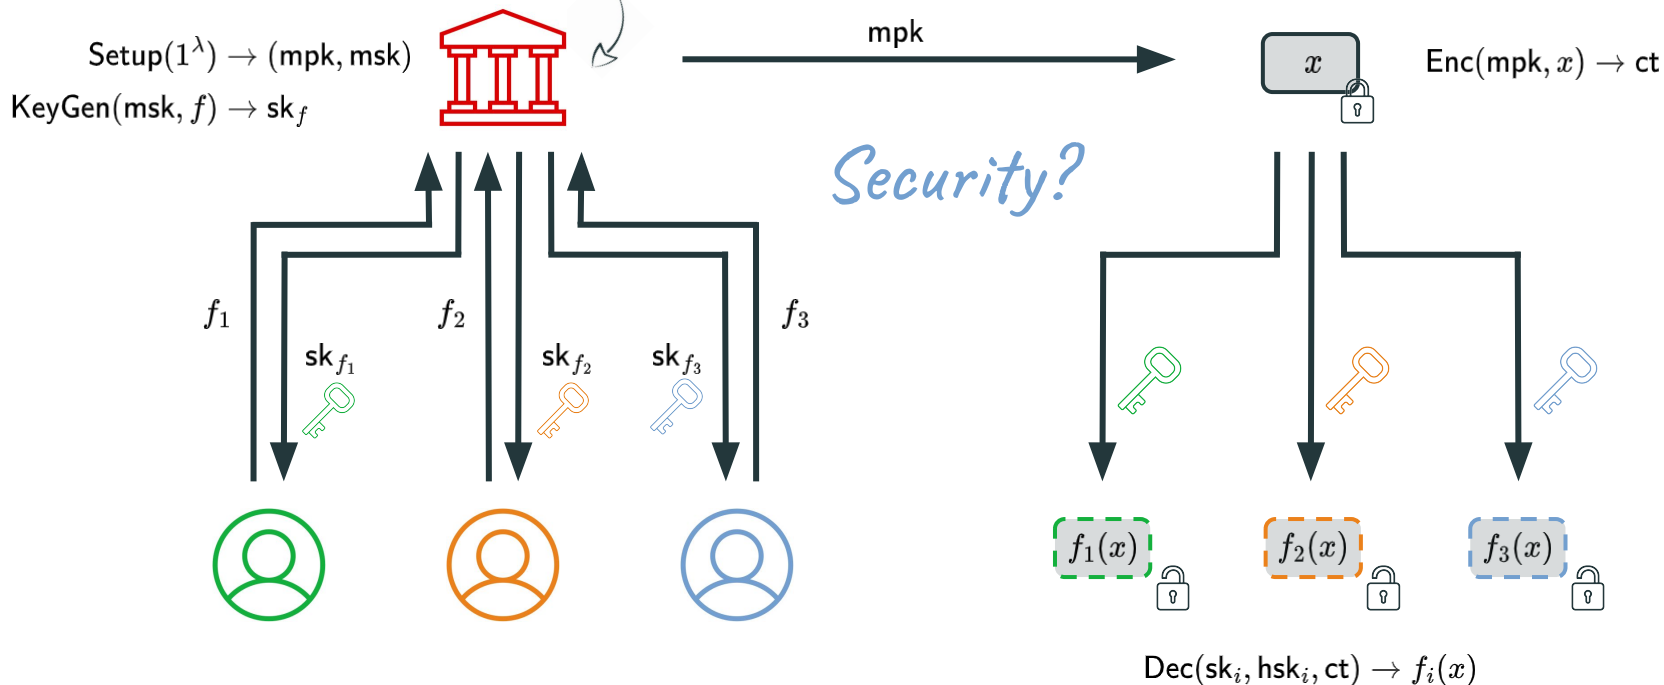 mpk
Setup(1^λ) → (mpk, msk)
x
Enc(mpk, x) → ct
KeyGen(msk, f) → sk_f
Security?
f_1
f_2
f_3
sk_{f_1}
sk_{f_2}
sk_{f_3}
f_1(x)
f_2(x)
f_3(x)
Dec(sk_i, hsk_i, ct) → f_i(x)